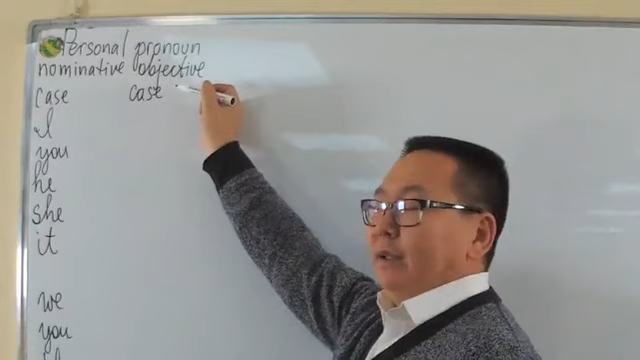 Personal pronoun
nominative objective
case case
I
you
he
she
it
we
you